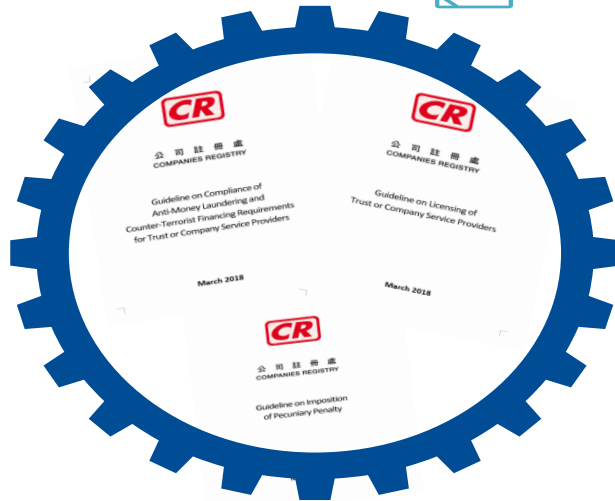 CR
公司註冊處
COMPANIES REGISTRY
Guideline on Compliance of
Anti-Money Laundering and
Counter-Terrorist Financing Requirements
for Trust or Company Service Providers
March 2018
CR
公司註冊處
COMPANIES REGISTRY
Guideline on Licensing of
Trust or Company Service Providers
March 2018
CR
公司註冊處
COMPANIES REGISTRY
Guideline on Imposition
of Pecuniary Penalty